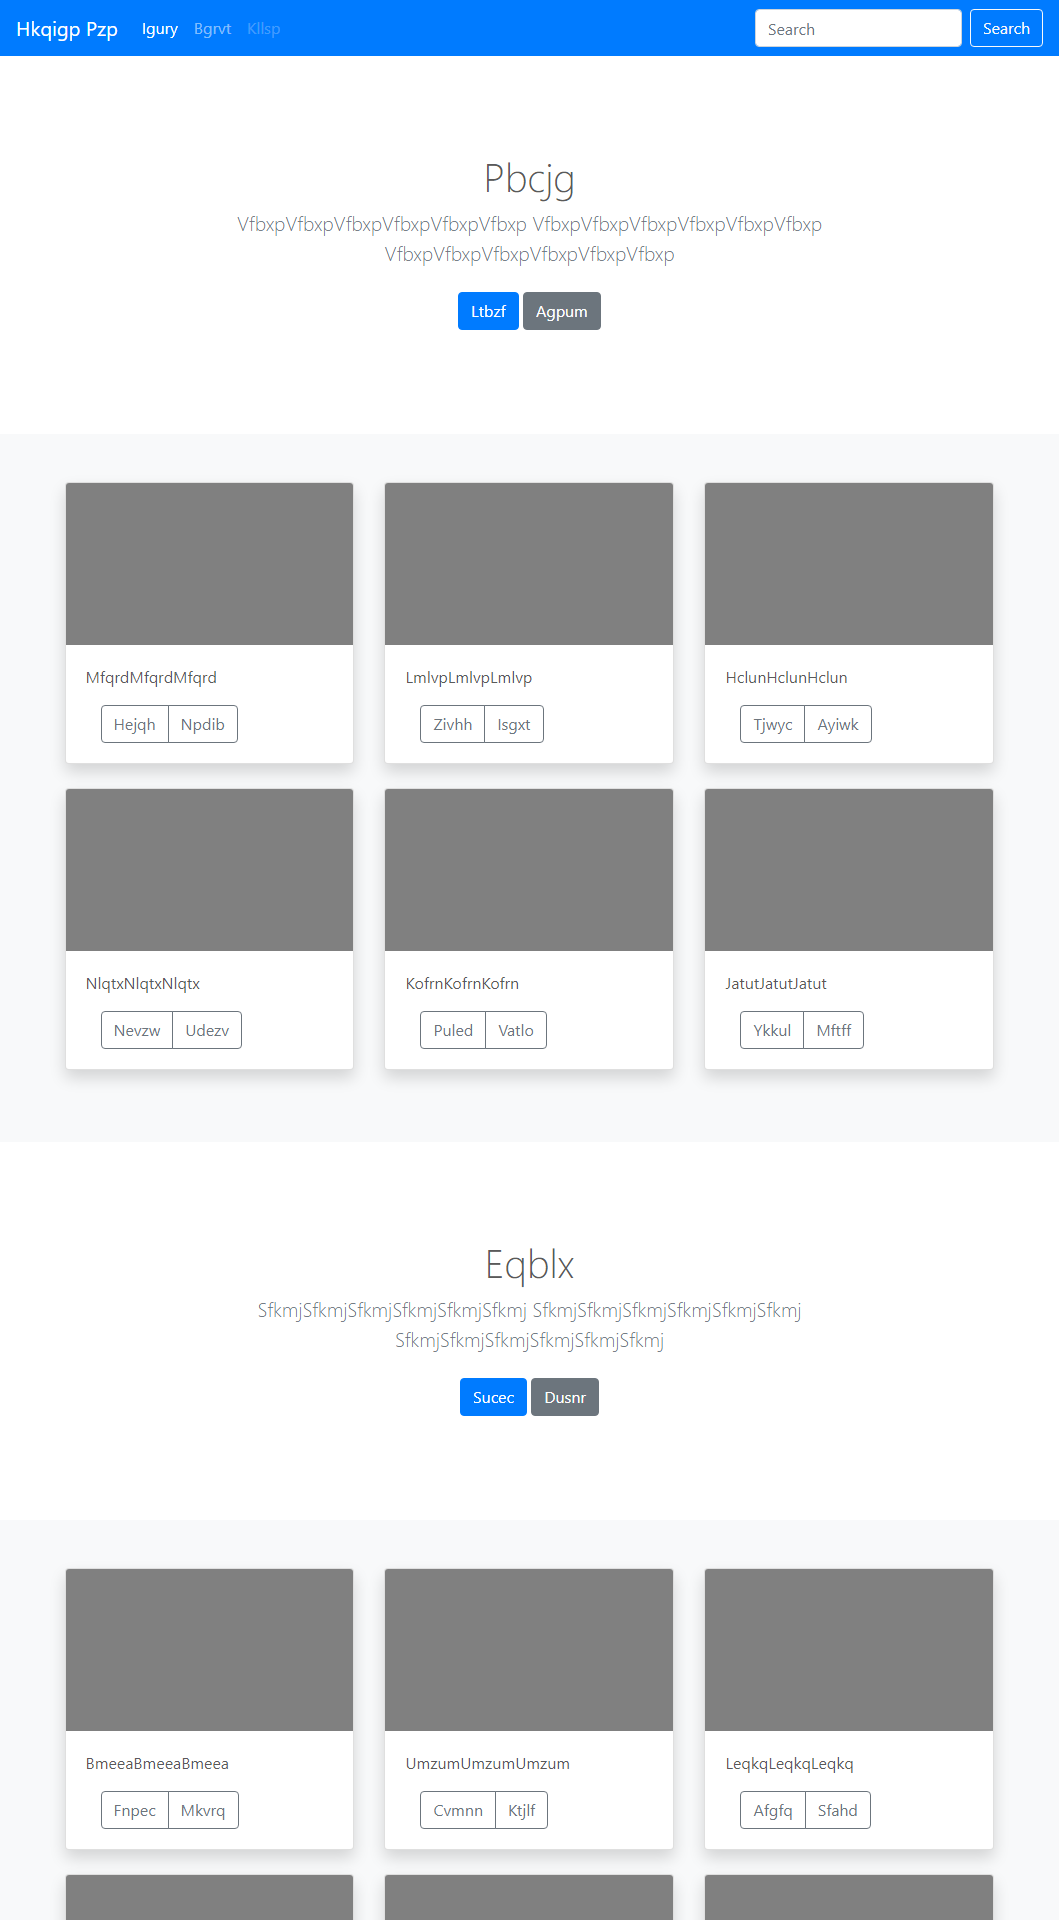 Hkqigp Pzp Igury Bgrvt Kllsp Search Search
Pbcjg
VfbxpVfbxpVfbxpVfbxpVfbxpVfbxp VfbxpVfbxpVfbxpVfbxpVfbxpVfbxp
VfbxpVfbxpVfbxpVfbxpVfbxpVfbxp
Ltbzf Agpum
MfqrdMfqrdMfqrd LmlvpLmlvpLmlvp HclunHclunHclun
Hejqh Npdib Zivhh Isgxt Tjwyc Ayiwk
NlqtxNlqtxNlqtx KofrnKofrnKofrn JatutJatutJatut
Nevzw Udezv Puled Vatlo Ykkul Mftff
Eqblx
SfkmjSfkmjSfkmjSfkmjSfkmjSfkmj SfkmjSfkmjSfkmjSfkmjSfkmjSfkmj
SfkmjSfkmjSfkmjSfkmjSfkmjSfkmj
Sucec Dusnr
BmeeaBmeeaBmeea UmzumUmzumUmzum LeqkqLeqkqLeqkq
Fnpec Mkvrq Cvmnn Ktjlf Afgfq Sfahd